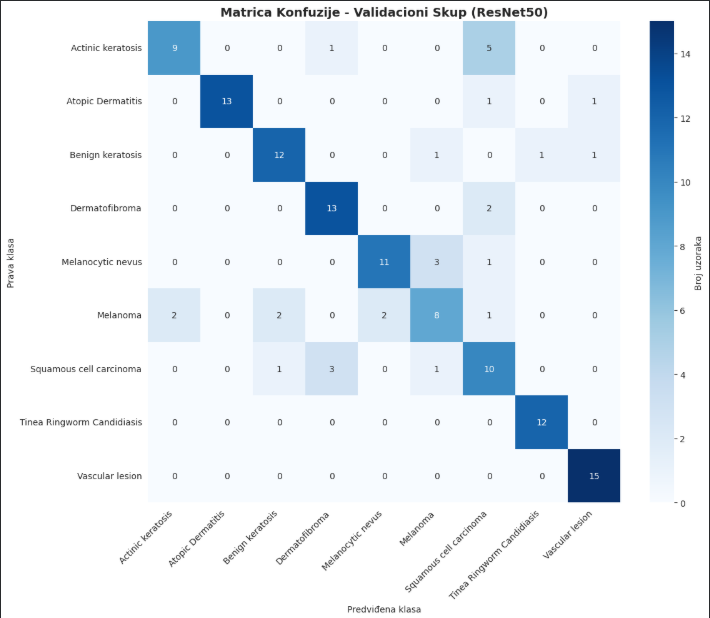 Matrica Konfuzije - Validacioni Skup (ResNet50)
Actinic keratosis 9 0 0 1 0 0 5 0 0
Atopic Dermatitis 0 13 0 0 0 0 1 0 1
Benign keratosis 0 0 12 0 0 1 0 1 1
Dermatofibroma 0 0 0 13 0 0 2 0 0
Melanocytic nevus 0 0 0 0 11 3 1 0 0
Melanoma 2 0 2 0 2 8 1 0 0
Squamous cell carcinoma 0 0 1 3 0 1 10 0 0
Tinea Ringworm Candidiasis 0 0 0 0 0 0 0 12 0
Vascular lesion 0 0 0 0 0 0 0 0 15
Prava klasa
Actinic keratosis
Atopic Dermatitis
Benign keratosis
Dermatofibroma
Melanocytic nevus
Melanoma
Squamous cell carcinoma
Tinea Ringworm Candidiasis
Vascular lesion
Predviđena klasa
14
12
10
8
6
4
2
0
Broj uzoraka